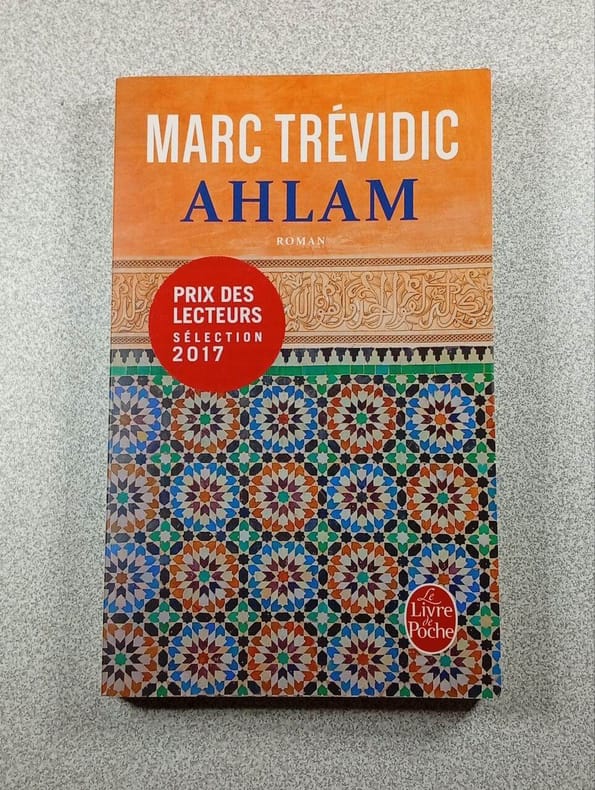 MARC TRÉVIDIC
AHLAM
ROMAN
PRIX DES
LECTEURS
SÉLECTION
2017
Le
Livre
de
Poche